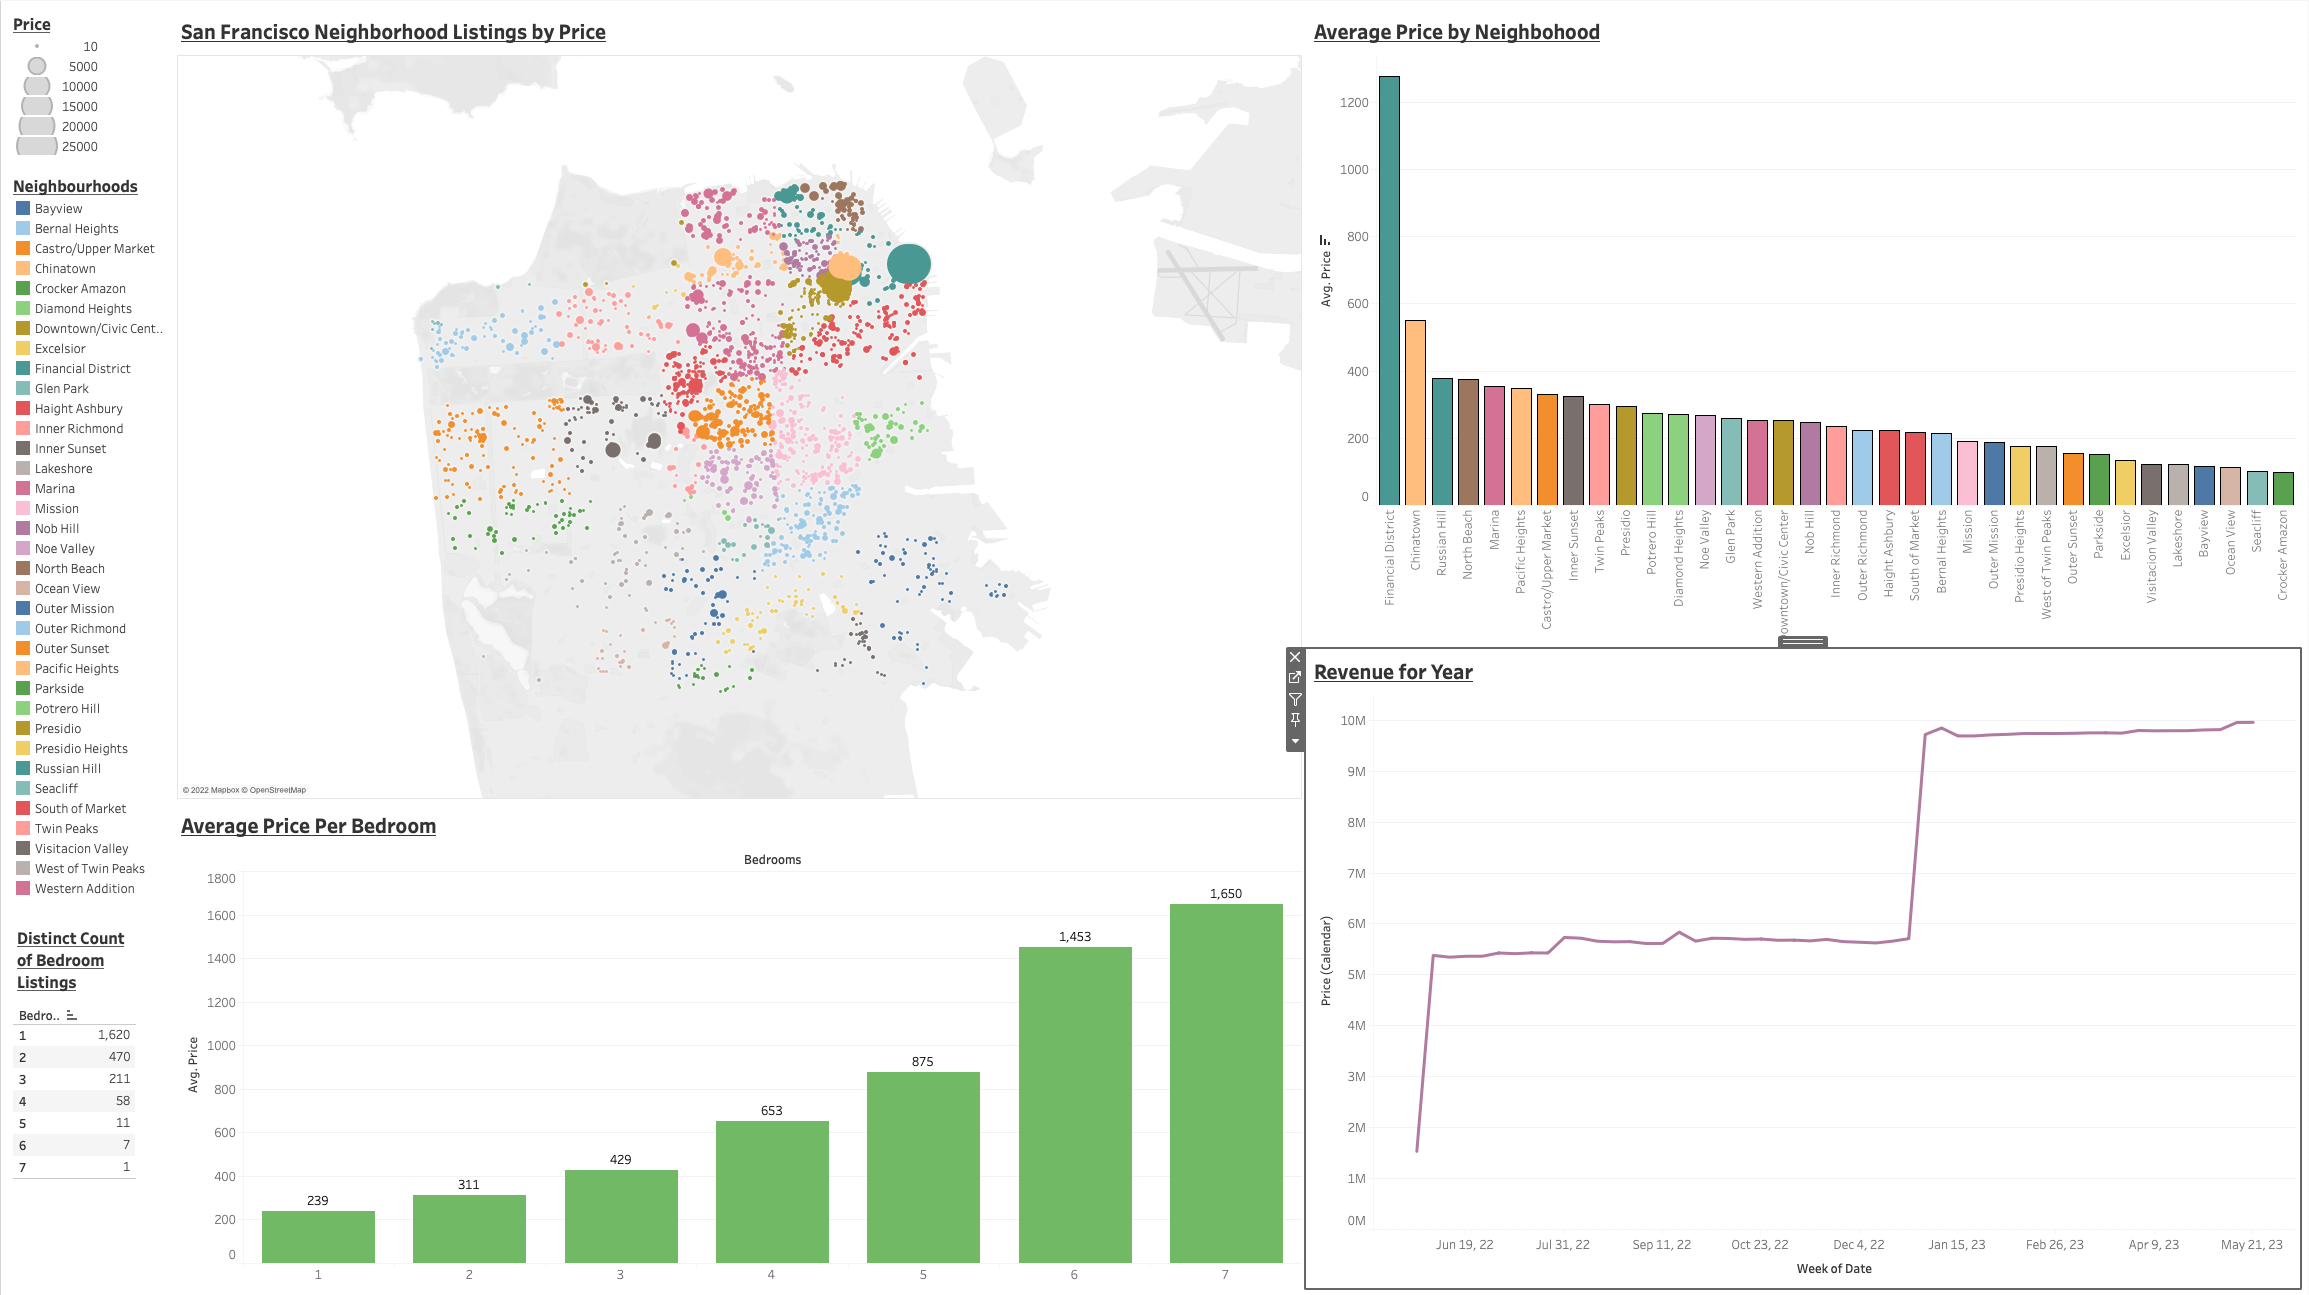 Price
10
5000
10000
15000
20000
25000
Neighbourhoods
Bayview
Bernal Heights
Castro/Upper Market
Chinatown
Crocker Amazon
Diamond Heights
Downtown/Civic Cent..
Excelsior
Financial District
Glen Park
Haight Ashbury
Inner Richmond
Inner Sunset
Lakeshore
Marina
Mission
Nob Hill
Noe Valley
North Beach
Ocean View
Outer Mission
Outer Richmond
Outer Sunset
Pacific Heights
Parkside
Potrero Hill
Presidio
Presidio Heights
Russian Hill
Seacliff
South of Market
Twin Peaks
Visitacion Valley
West of Twin Peaks
Western Addition
Distinct Count
of Bedroom
Listings
Bedro..
1 1,620
2 470
3 211
4 58
5 11
6 7
7 1
San Francisco Neighborhood Listings by Price
© 2022 Mapbox © OpenStreetMap
Average Price Per Bedroom
Bedrooms
Avg. Price
1800
1600
1400
1200
1000
800
600
400
200
0
239
311
429
653
875
1,453
1,650
1 2 3 4 5 6 7
Average Price by Neighbohood
Avg. Price
1200
1000
800
600
400
200
0
Financial District
Chinatown
Russian Hill
North Beach
Marina
Pacific Heights
Castro/Upper Market
Inner Sunset
Twin Peaks
Presidio
Potrero Hill
Diamond Heights
Noe Valley
Glen Park
Western Addition
owntown/Civic Center
Nob Hill
Inner Richmond
Outer Richmond
Haight Ashbury
South of Market
Bernal Heights
Mission
Outer Mission
Presidio Heights
West of Twin Peaks
Outer Sunset
Parkside
Excelsior
Visitacion Valley
Lakeshore
Bayview
Ocean View
Seacliff
Crocker Amazon
Revenue for Year
Price (Calendar)
10M
9M
8M
7M
6M
5M
4M
3M
2M
1M
0M
Jun 19, 22 Jul 31, 22 Sep 11, 22 Oct 23, 22 Dec 4, 22 Jan 15, 23 Feb 26, 23 Apr 9, 23 May 21, 23
Week of Date